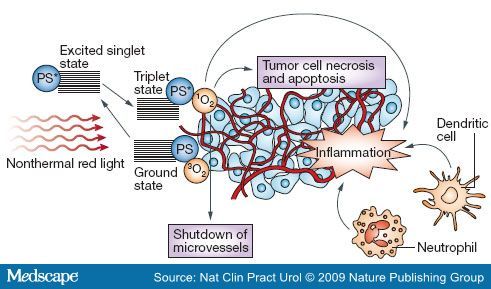 Excited singlet
state
PS*
Triplet
state
PS*
¹O₂
Tumor cell necrosis
and apoptosis
Dendritic
cell
Nonthermal red light
PS
³O₂
Ground
state
Inflammation
Shutdown of
microvessels
Neutrophil
Medscape
Source: Nat Clin Pract Urol © 2009 Nature Publishing Group